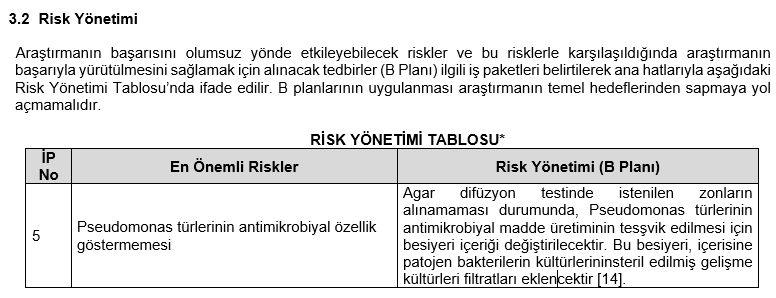 3.2 Risk Yönetimi
Araştırmanın başarısını olumsuz yönde etkileyebilecek riskler ve bu risklerle karşılaşıldığında araştırmanın
başarıyla yürütülmesini sağlamak için alınacak tedbirler (B Planı) ilgili iş paketleri belirtilerek ana hatlarıyla aşağıdaki
Risk Yönetimi Tablosu'nda ifade edilir. B planlarının uygulanması araştırmanın temel hedeflerinden sapmaya yol
açmamalıdır.
RİSK YÖNETİMİ TABLOSU*
İP
No
En Önemli Riskler
Risk Yönetimi (B Planı)
5
Pseudomonas türlerinin antimikrobiyal özellik
göstermemesi
Agar difüzyon testinde istenilen zonların
alınamaması durumunda, Pseudomonas türlerinin
antimikrobiyal madde üretiminin tesşvik edilmesi için
besiyeri içeriği değiştirilecektir. Bu besiyeri, içerisine
patojen bakterilerin kültürlerininsteril edilmiş gelişme
kültürleri filtratları eklencektir [14].